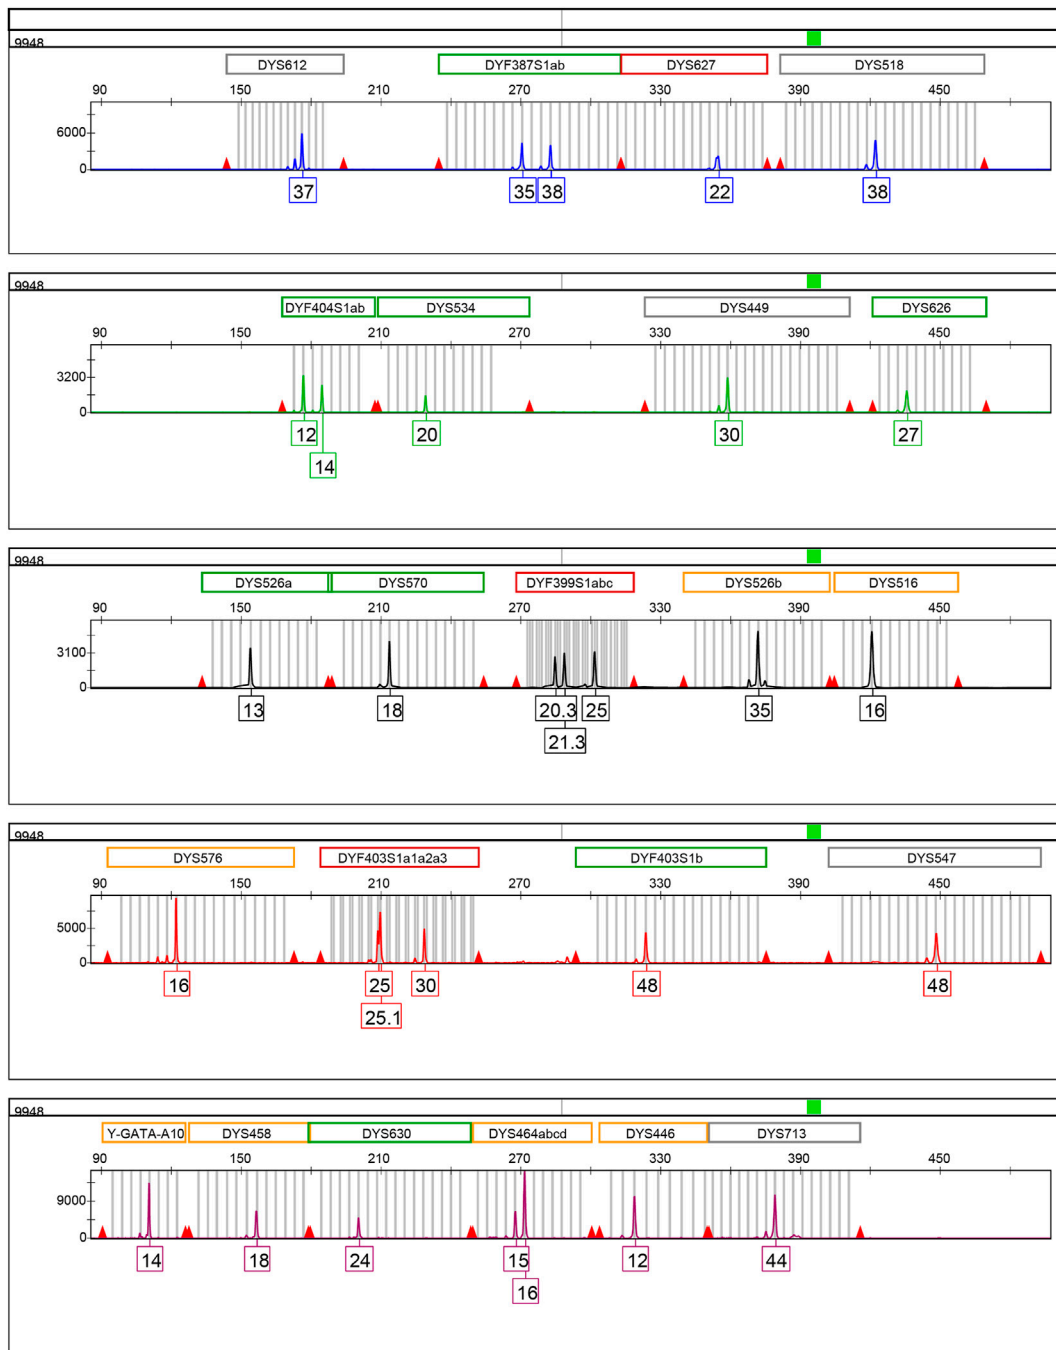 9948
DYS612 DYF387S1ab DYS627 DYS518
90 150 210 270 330 390 450
6000
0
37 35 38 22 38
9948
DYF404S1ab DYS534 DYS449 DYS626
90 150 210 270 330 390 450
3200
0
12 20 30 27
14
9948
DYS526a DYS570 DYF399S1abc DYS526b DYS516
90 150 210 270 330 390 450
3100
0
13 18 20.3 25 35 16
21.3
9948
DYS576 DYF403S1a1a2a3 DYF403S1b DYS547
90 150 210 270 330 390 450
5000
0
16 25 30 48 48
25.1
9948
Y-GATA-A10 DYS458 DYS630 DYS464abcd DYS446 DYS713
90 150 210 270 330 390 450
9000
0
14 18 24 15 12 44
16